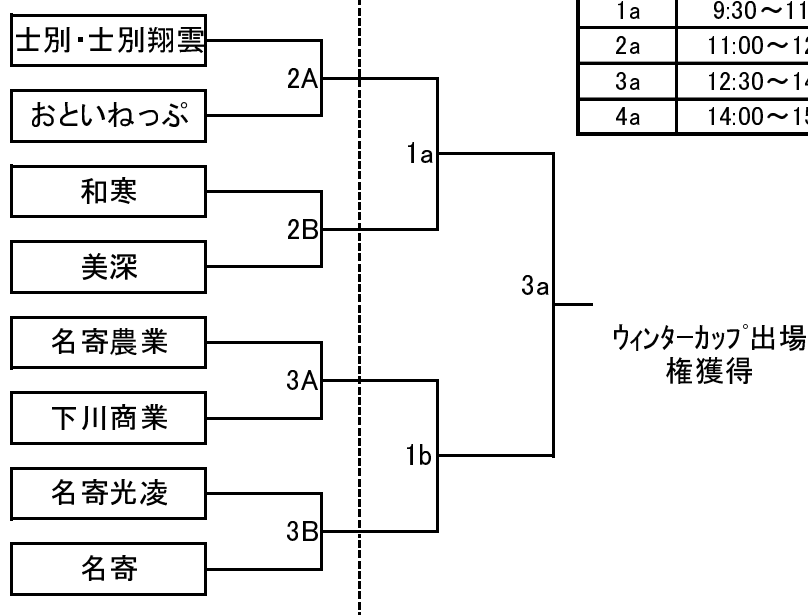 士別・士別翔雲
おといねっぷ
和寒
美深
名寄農業
下川商業
名寄光凌
名寄
2A
2B
3A
3B
1a
1b
3a
ウィンターカップ出場
権獲得
1a 9:30～11
2a 11:00～12
3a 12:30～14
4a 14:00～15